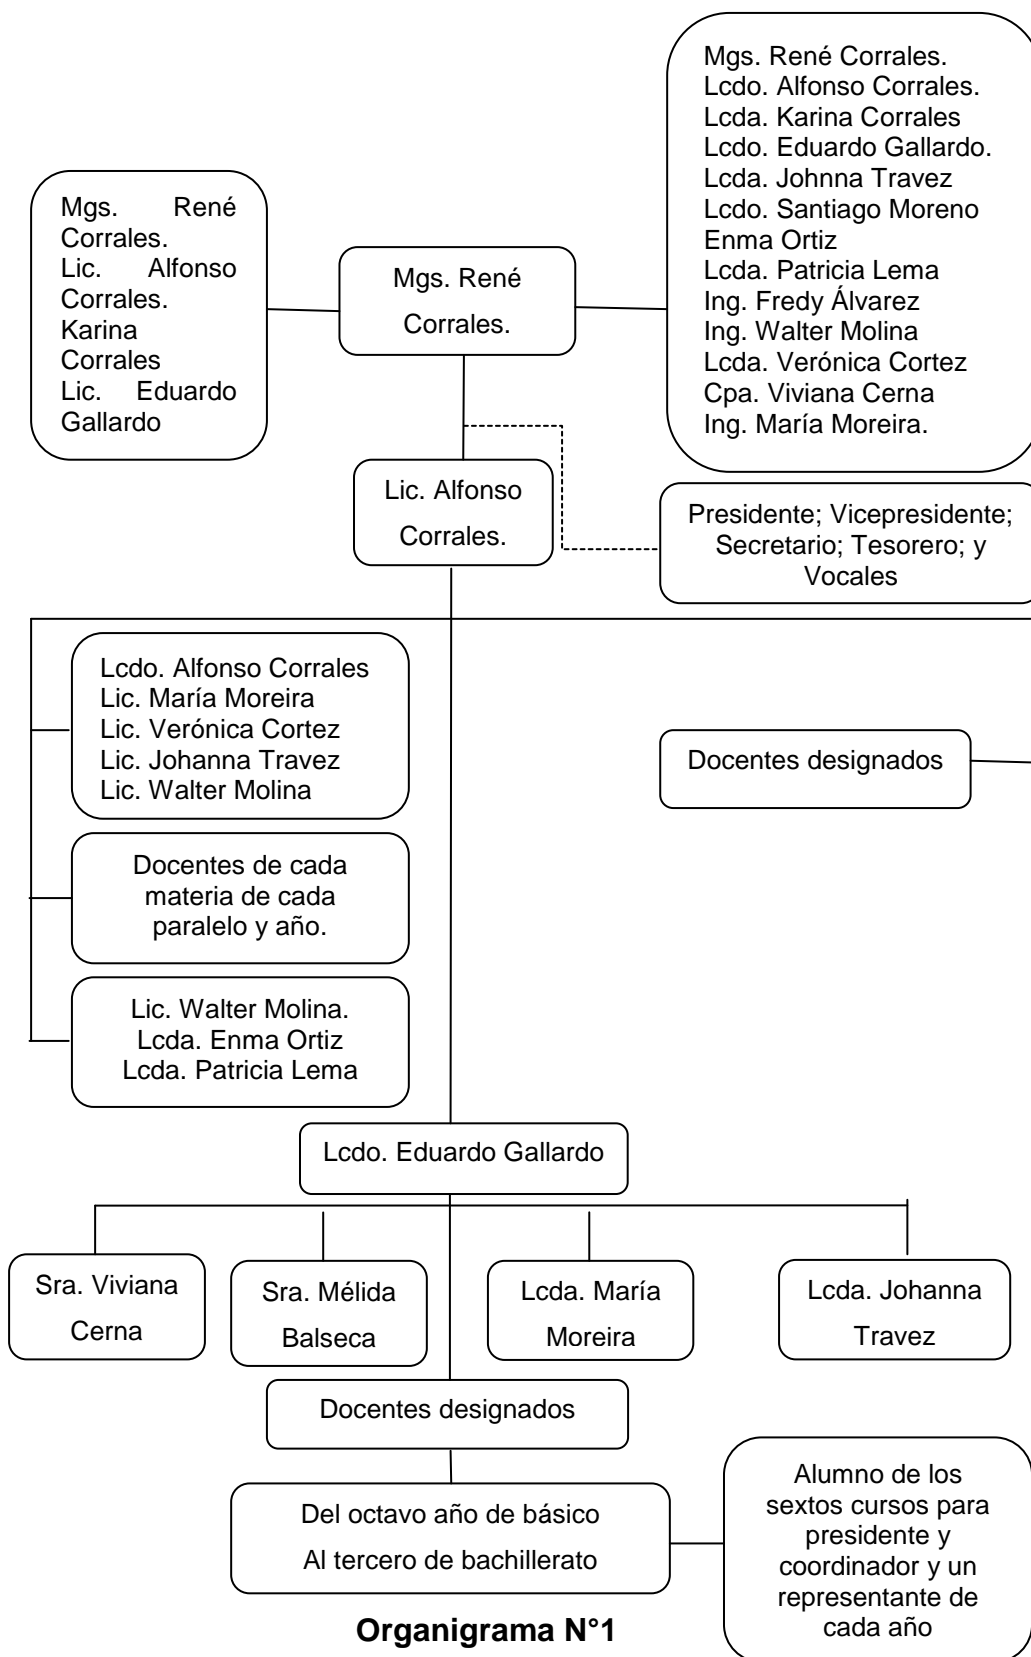 Mgs. René Corrales.
Lcdo. Alfonso Corrales.
Lcda. Karina Corrales
Lcdo. Eduardo Gallardo.
Lcda. Johnna Travez
Lcdo. Santiago Moreno
Enma Ortiz
Lcda. Patricia Lema
Ing. Fredy Álvarez
Ing. Walter Molina
Lcda. Verónica Cortez
Cpa. Viviana Cerna
Ing. María Moreira.
Mgs. René
Corrales.
Lic. Alfonso
Corrales.
Karina
Corrales
Lic. Eduardo
Gallardo
Mgs. René
Corrales.
Lic. Alfonso
Corrales.
Presidente; Vicepresidente;
Secretario; Tesorero; y
Vocales
Lcdo. Alfonso Corrales
Lic. María Moreira
Lic. Verónica Cortez
Lic. Johanna Travez
Lic. Walter Molina
Docentes designados
Docentes de cada
materia de cada
paralelo y año.
Lic. Walter Molina.
Lcda. Enma Ortiz
Lcda. Patricia Lema
Lcdo. Eduardo Gallardo
Sra. Viviana
Cerna
Sra. Mélida
Balseca
Lcda. María
Moreira
Lcda. Johanna
Travez
Docentes designados
Del octavo año de básico
Al tercero de bachillerato
Alumno de los
sextos cursos para
presidente y
coordinador y un
representante de
cada año
Organigrama N°1